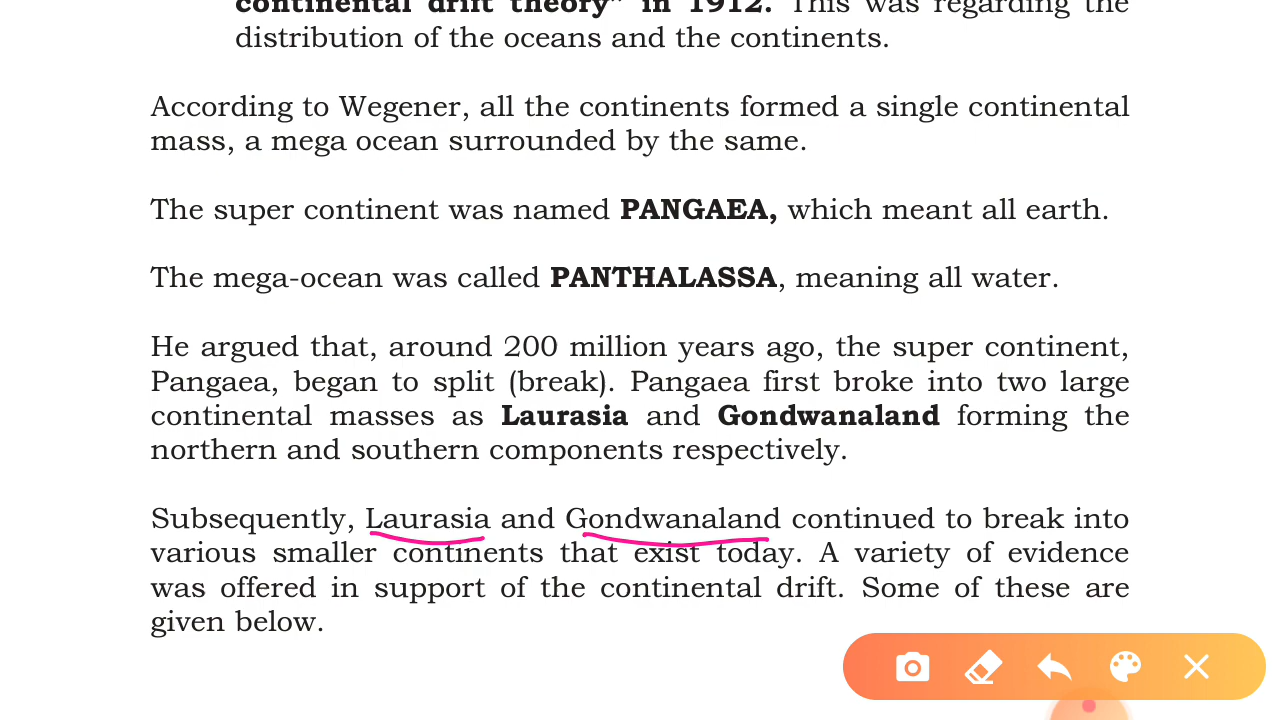 continental drift theory" in 1912. This was regarding the
distribution of the oceans and the continents.
According to Wegener, all the continents formed a single continental
mass, a mega ocean surrounded by the same.
The super continent was named PANGAEA, which meant all earth.
The mega-ocean was called PANTHALASSA, meaning all water.
He argued that, around 200 million years ago, the super continent,
Pangaea, began to split (break). Pangaea first broke into two large
continental masses as Laurasia and Gondwanaland forming the
northern and southern components respectively.
Subsequently, Laurasia and Gondwanaland continued to break into
various smaller continents that exist today. A variety of evidence
was offered in support of the continental drift. Some of these are
given below.